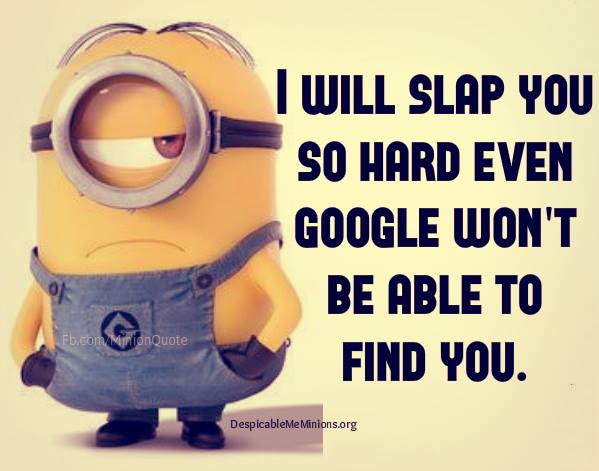 I WILL SLAP YOU
SO HARD EVEN
GOOGLE WON'T
BE ABLE TO
FIND YOU.
Fb.com/MinionQuote
DespicableMeMinions.org